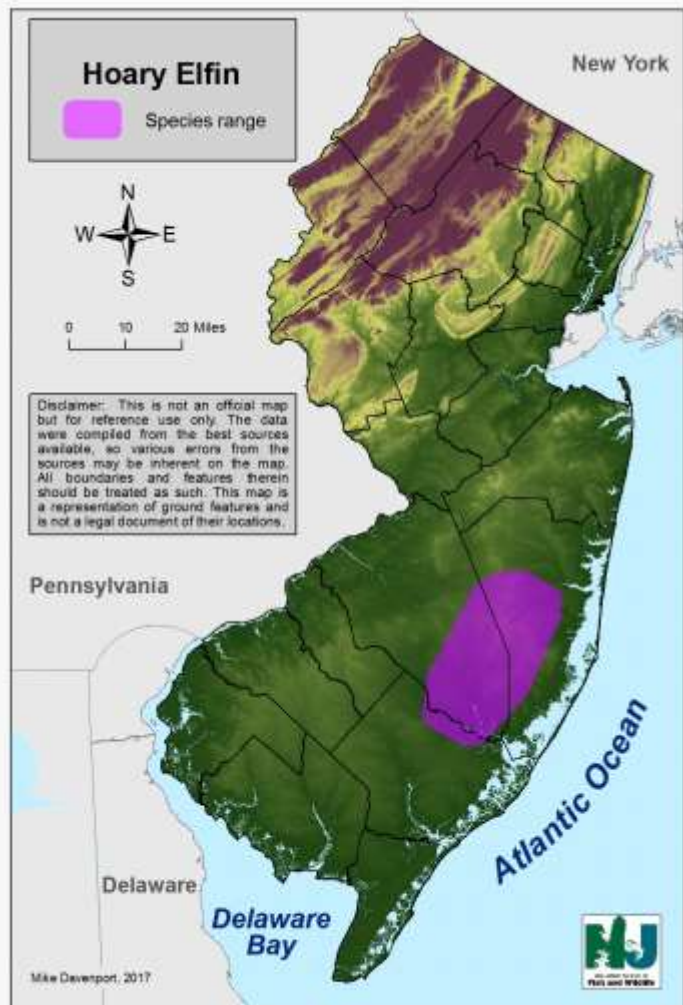 Hoary Elfin
Species range
New York
N
W E
S
0 10 20 Miles
Disclaimer: This is not an official map
but for reference use only. The data
were compiled from the best sources
available, so various errors from the
sources may be inherent on the map.
All boundaries and features therein
should be treated as such. This map is
a representation of ground features and
is not a legal document of their locations.
Pennsylvania
Atlantic Ocean
Delaware
Delaware
Bay
Mike Davenport, 2017
NJ
Fish and Wildlife